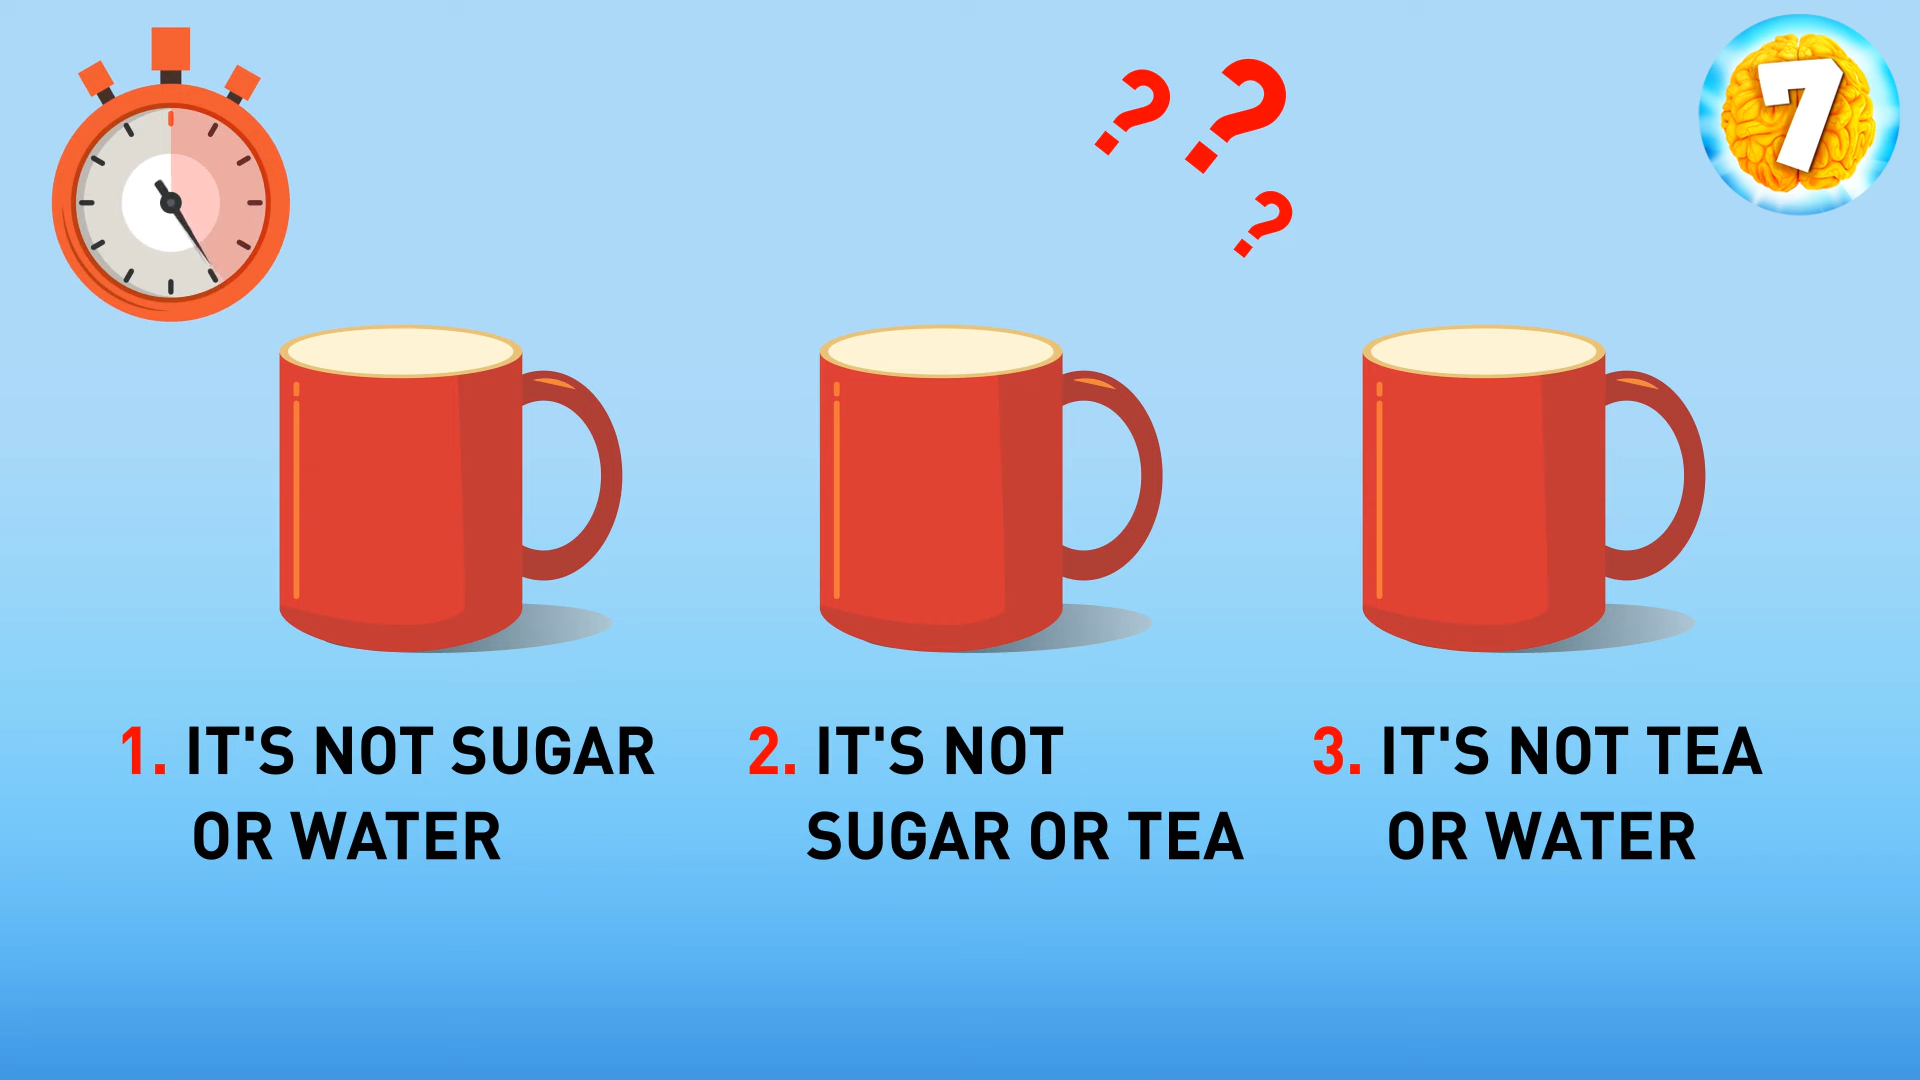 7
1. IT'S NOT SUGAR
OR WATER
2. IT'S NOT
SUGAR OR TEA
3. IT'S NOT TEA
OR WATER